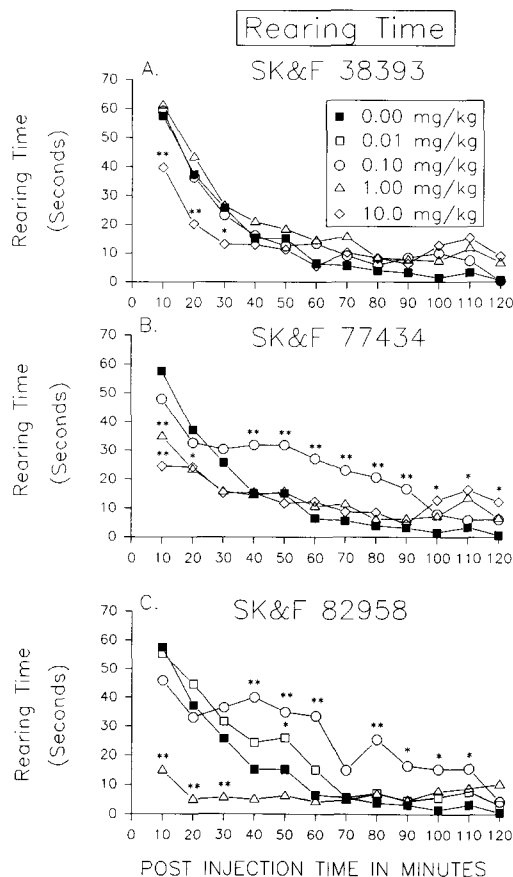 Rearing Time
A. SK&F 38393
70
60
50
40
30
20
10
0
Rearing Time
(Seconds)
0.00 mg/kg
0.01 mg/kg
0.10 mg/kg
1.00 mg/kg
10.0 mg/kg
**
**
*
0 10 20 30 40 50 60 70 80 90 100 110 120
B. SK&F 77434
70
60
50
40
30
20
10
0
Rearing Time
(Seconds)
** ** ** ** ** **
** * * * *
**
0 10 20 30 40 50 60 70 80 90 100 110 120
C. SK&F 82958
70
60
50
40
30
20
10
0
Rearing Time
(Seconds)
** ** ** **
* * * *
** ** **
0 10 20 30 40 50 60 70 80 90 100 110 120
POST INJECTION TIME IN MINUTES